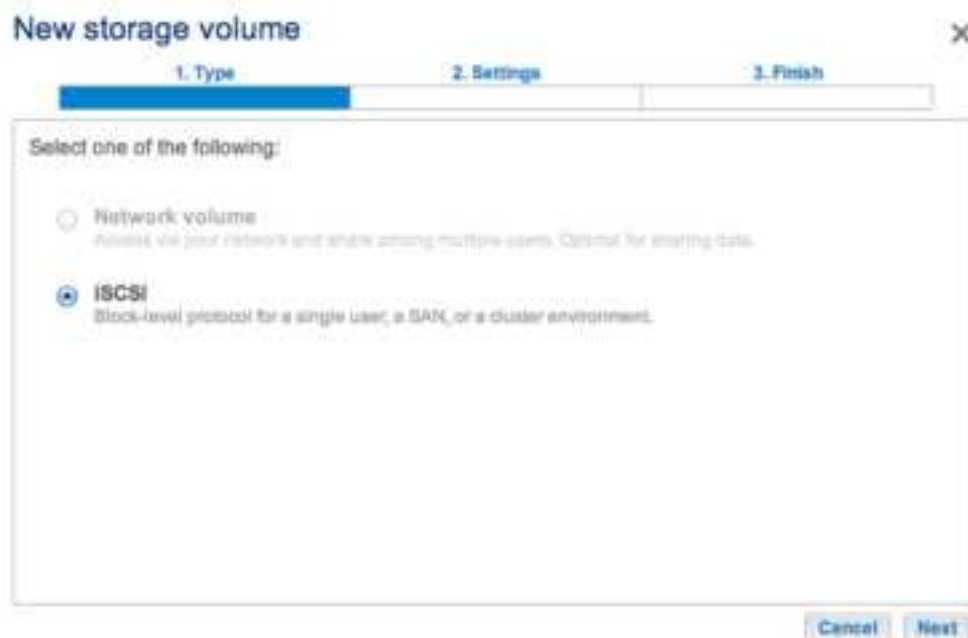 New storage volume
1. Type
2. Settings
3. Finish
Select one of the following:
Network volume
Access via your network and share among multiple users. Optimal for sharing data.
iSCSI
Block-level protocol for a single user, a SAN, or a cluster environment.
Cancel
Next